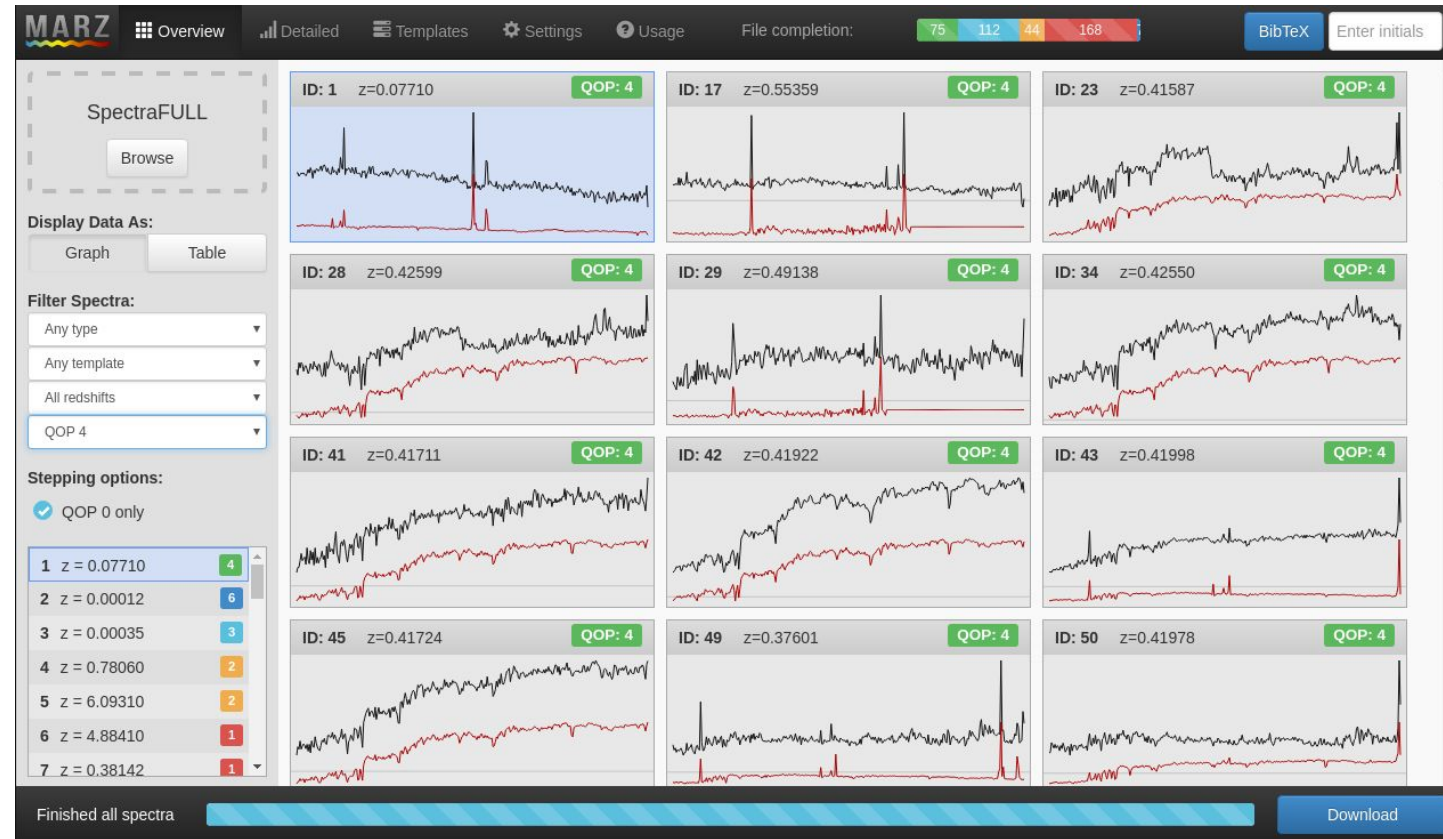 MARZ Overview Detailed Templates Settings Usage File completion: 75 112 44 168 BibTeX Enter initials
SpectraFULL
Browse
Display Data As:
Graph Table
Filter Spectra:
Any type
Any template
All redshifts
QOP 4
Stepping options:
QOP 0 only
1 z = 0.07710 4
2 z = 0.00012 6
3 z = 0.00035 3
4 z = 0.78060 2
5 z = 6.09310 2
6 z = 4.88410 1
7 z = 0.38142 1
ID: 1 z=0.07710 QOP: 4
ID: 17 z=0.55359 QOP: 4
ID: 23 z=0.41587 QOP: 4
ID: 28 z=0.42599 QOP: 4
ID: 29 z=0.49138 QOP: 4
ID: 34 z=0.42550 QOP: 4
ID: 41 z=0.41711 QOP: 4
ID: 42 z=0.41922 QOP: 4
ID: 43 z=0.41998 QOP: 4
ID: 45 z=0.41724 QOP: 4
ID: 49 z=0.37601 QOP: 4
ID: 50 z=0.41978 QOP: 4
Finished all spectra Download